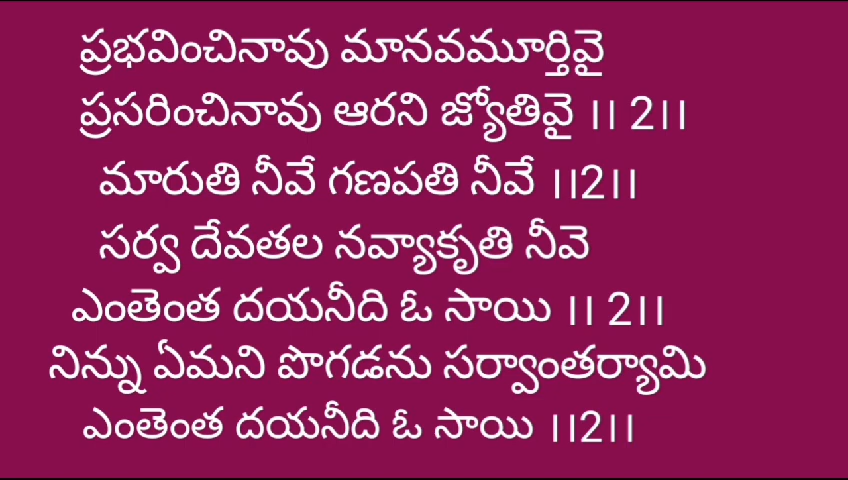 ప్రభవించినావు మానవమూర్తివై
ప్రసరించినావు ఆరని జ్యోతివై ।। 2।।
మారుతి నీవే గణపతి నీవే ।।2।।
సర్వ దేవతల నవ్యాకృతి నీవె
ఎంతెంత దయనీది ఓ సాయి ।। 2।।
నిన్ను ఏమని పొగడను సర్వాంతర్యామి
ఎంతెంత దయనీది ఓ సాయి ।।2।।